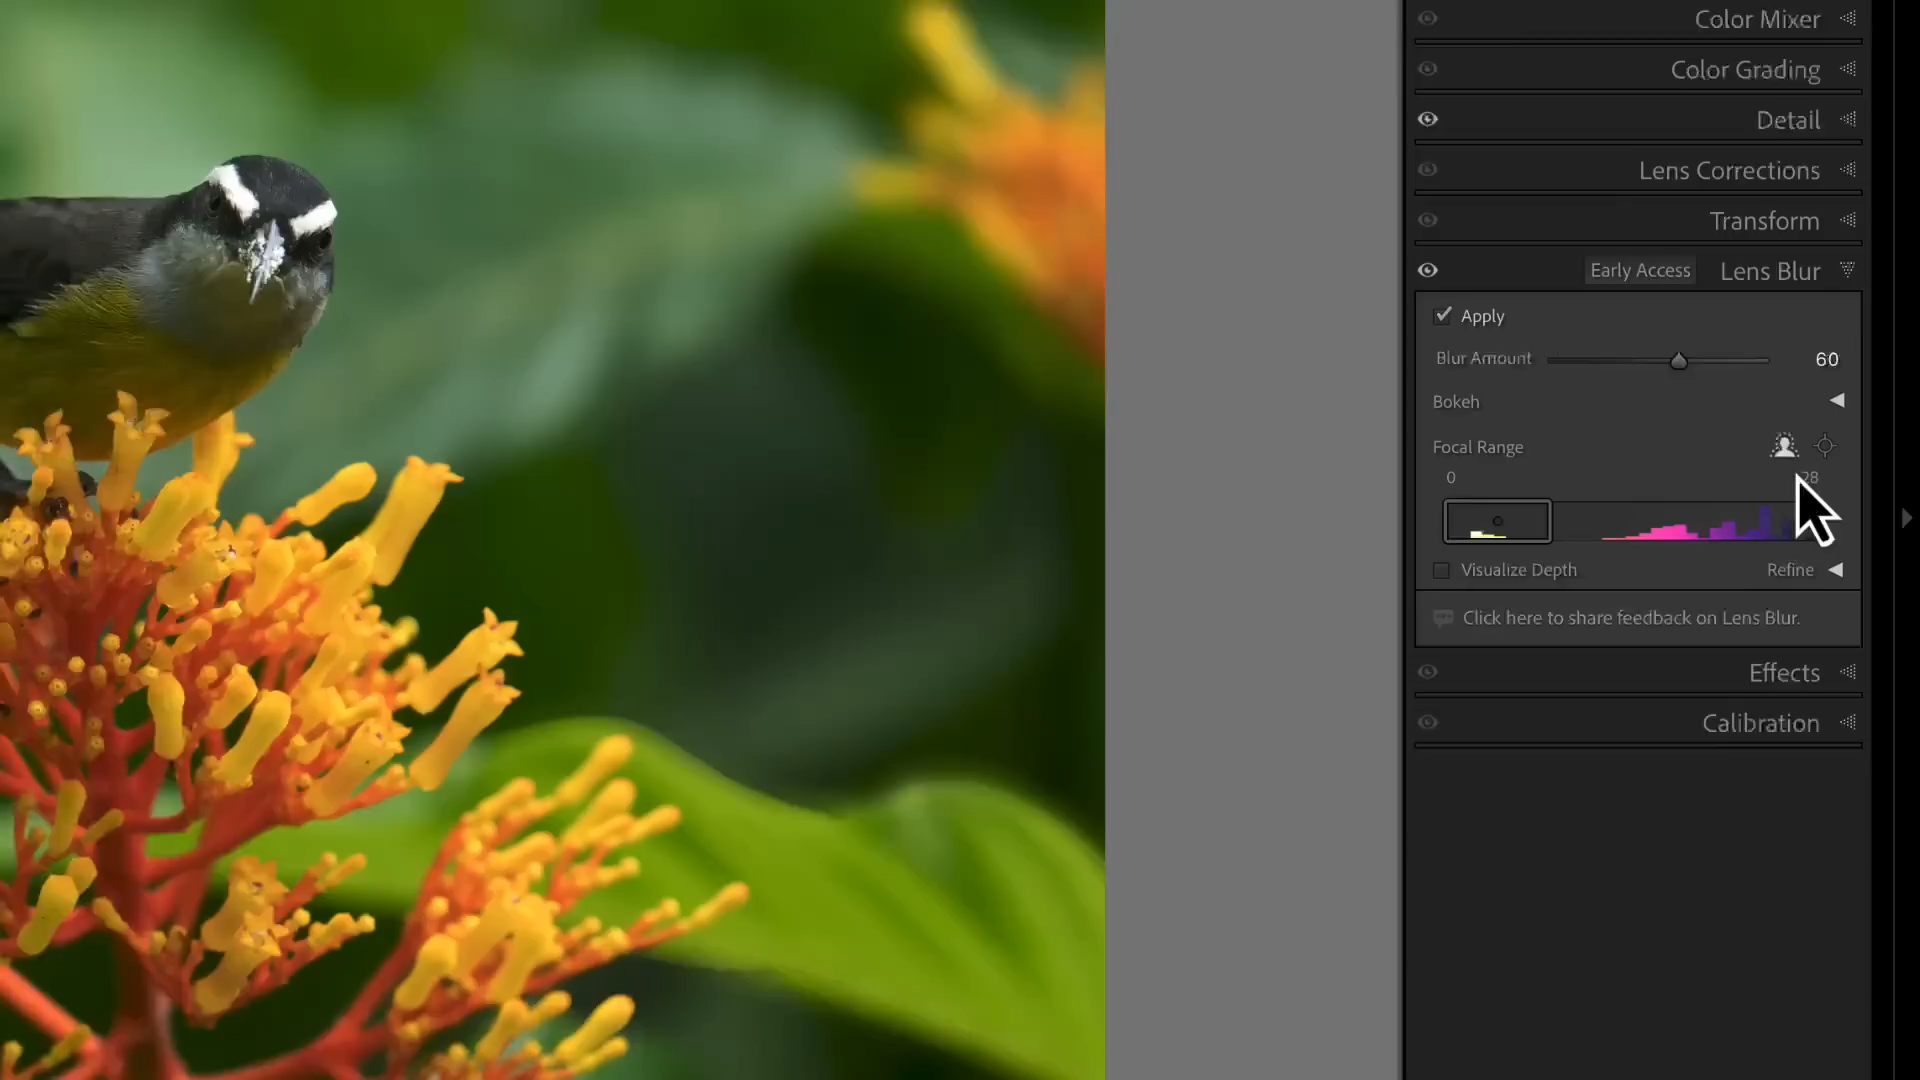 Color Mixer
Color Grading
Detail
Lens Corrections
Transform
Early Access Lens Blur
Apply
Blur Amount 60
Bokeh
Focal Range
0 28
Visualize Depth Refine
Click here to share feedback on Lens Blur.
Effects
Calibration